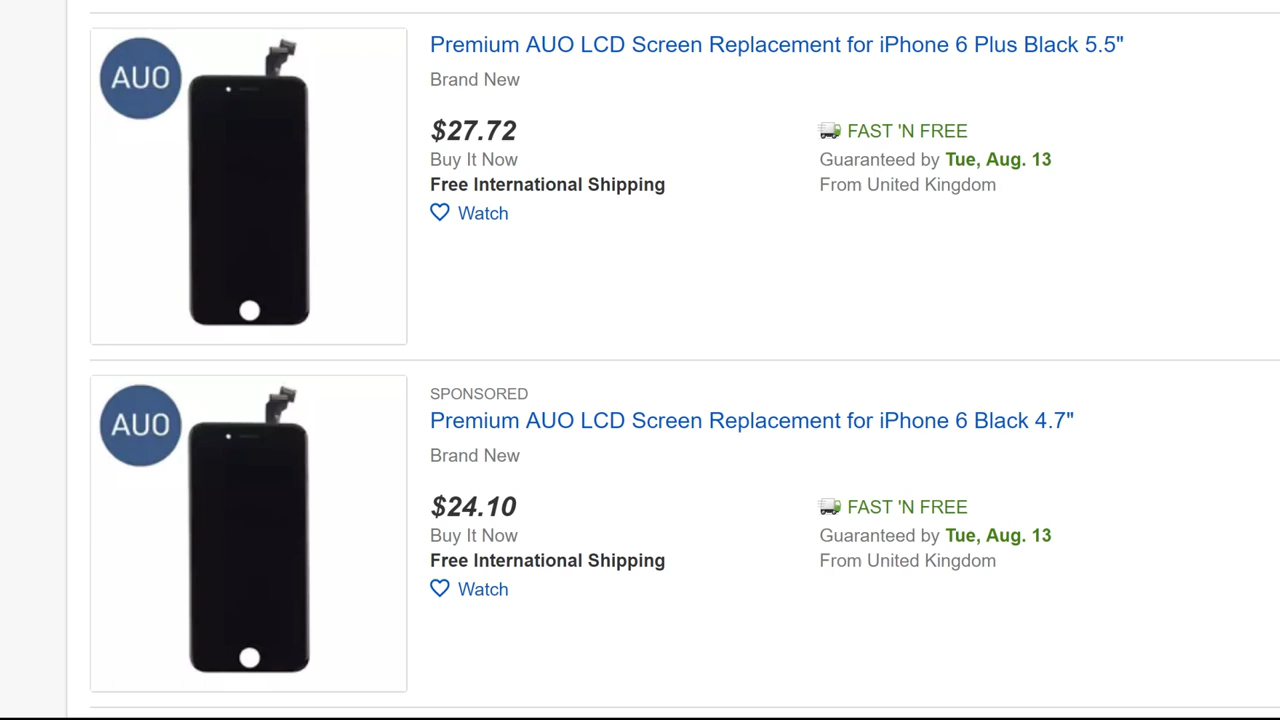 AUO
Premium AUO LCD Screen Replacement for iPhone 6 Plus Black 5.5"
Brand New
$27.72
FAST 'N FREE
Buy It Now
Guaranteed by Tue, Aug. 13
Free International Shipping
From United Kingdom
Watch
AUO
SPONSORED
Premium AUO LCD Screen Replacement for iPhone 6 Black 4.7"
Brand New
$24.10
FAST 'N FREE
Buy It Now
Guaranteed by Tue, Aug. 13
Free International Shipping
From United Kingdom
Watch